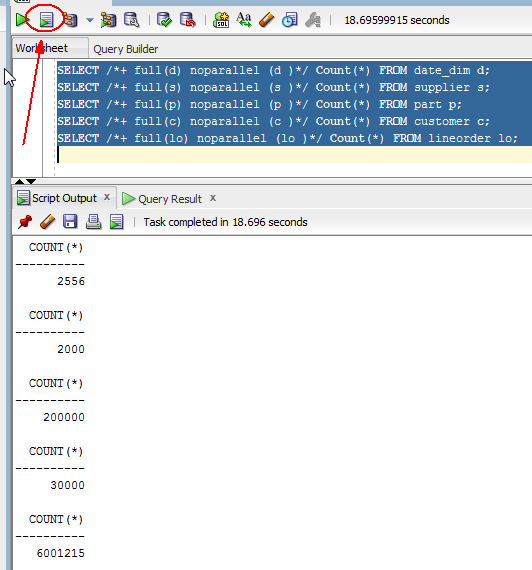 18.69599915 seconds
Worksheet Query Builder
SELECT /*+ full(d) noparallel (d )*/ Count(*) FROM date_dim d;
SELECT /*+ full(s) noparallel (s )*/ Count(*) FROM supplier s;
SELECT /*+ full(p) noparallel (p )*/ Count(*) FROM part p;
SELECT /*+ full(c) noparallel (c )*/ Count(*) FROM customer c;
SELECT /*+ full(lo) noparallel (lo )*/ Count(*) FROM lineorder lo;
Script Output x Query Result x
Task completed in 18.696 seconds
COUNT(*)
----------
2556
COUNT(*)
----------
2000
COUNT(*)
----------
200000
COUNT(*)
----------
30000
COUNT(*)
----------
6001215